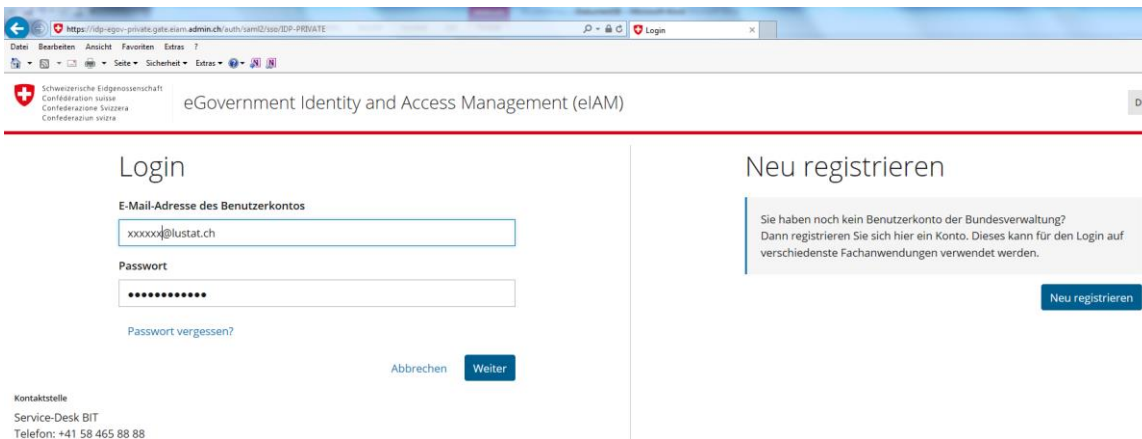 https://idp-egov-private.gate.eiam.admin.ch/auth/saml2/sso/IDP-PRIVATE
Login
Datei Bearbeiten Ansicht Favoriten Extras ?
Seite Sicherheit Extras
Schweizerische Eidgenossenschaft
Confédération suisse
Confederazione Svizzera
Confederaziun svizra
eGovernment Identity and Access Management (eIAM)
D
Login
E-Mail-Adresse des Benutzerkontos
xxxxxx@lustat.ch
Passwort
••••••••••••
Passwort vergessen?
Abbrechen Weiter
Kontaktstelle
Service-Desk BIT
Telefon: +41 58 465 88 88
Neu registrieren
Sie haben noch kein Benutzerkonto der Bundesverwaltung?
Dann registrieren Sie sich hier ein Konto. Dieses kann für den Login auf
verschiedenste Fachanwendungen verwendet werden.
Neu registrieren